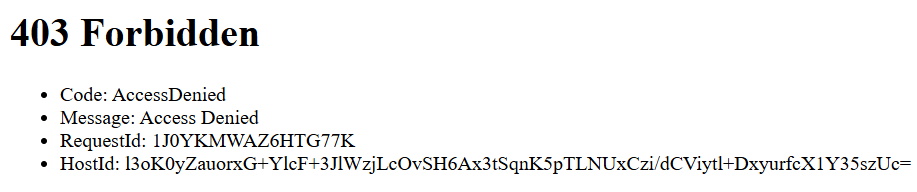 403 Forbidden
Code: AccessDenied
Message: Access Denied
RequestId: 1J0YKMWAZ6HTG77K
HostId: l3oK0yZauorxG+YlcF+3JlWzjLcOvSH6Ax3tSqnK5pTLNUxCzi/dCViytl+DxyurfcX1Y35szUc=